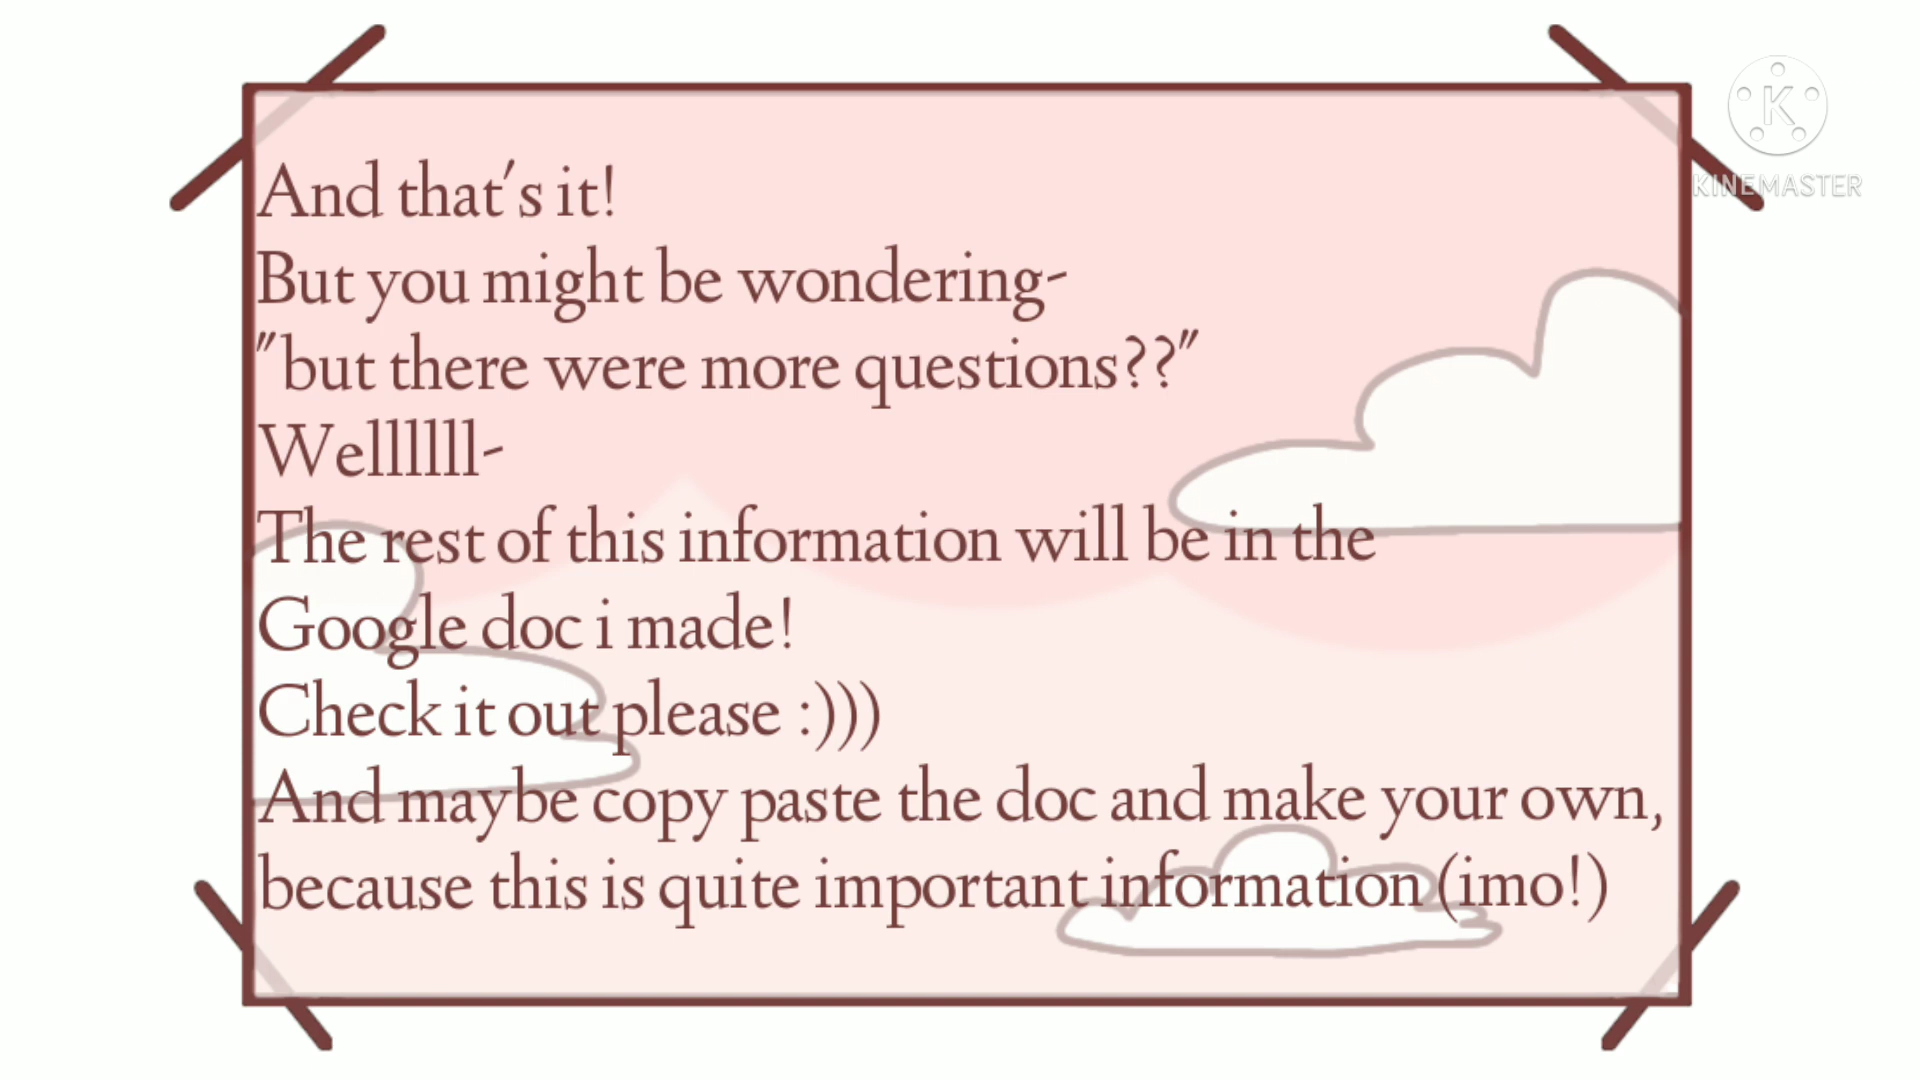 And that's it!
But you might be wondering-
"but there were more questions??"
Wellllll-
The rest of this information will be in the
Google doc i made!
Check it out please :)))
And maybe copy paste the doc and make your own,
because this is quite important information (imo!)
K
KINEMASTER